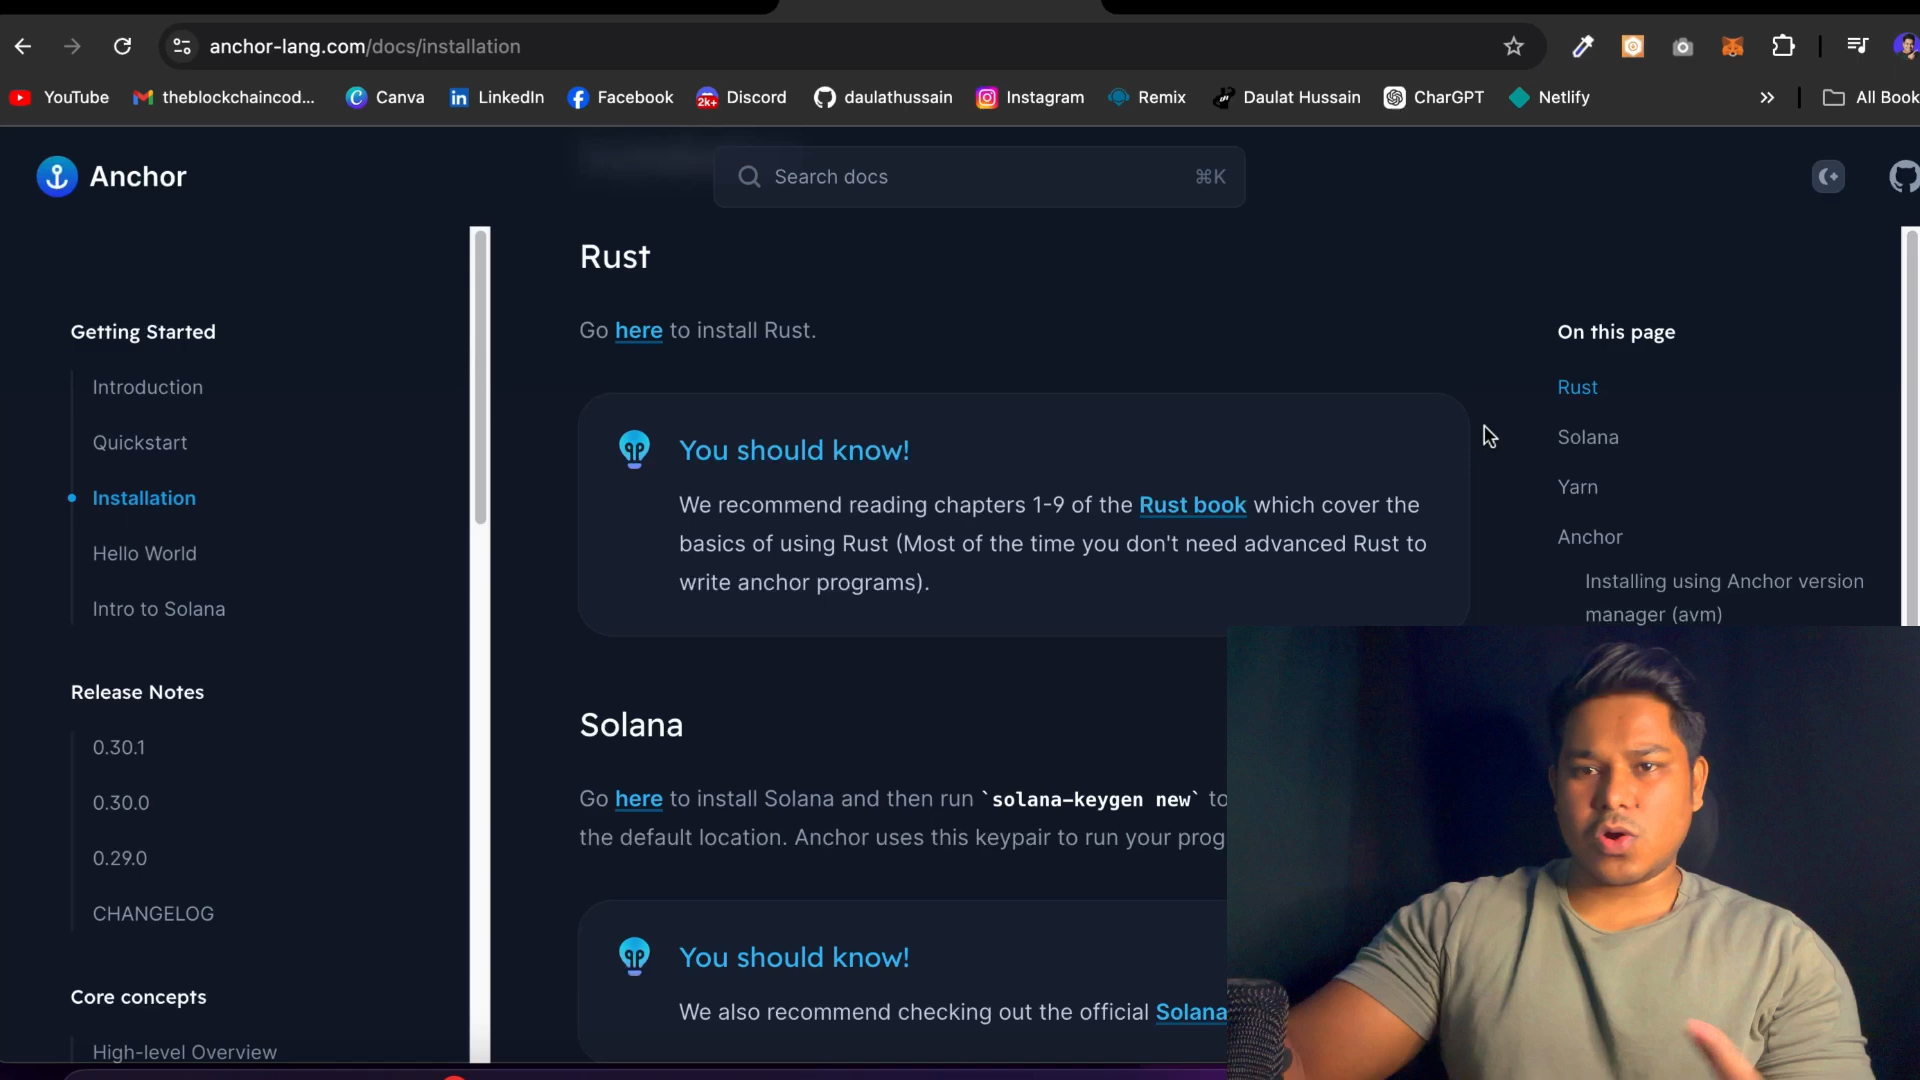 anchor-lang.com/docs/installation
YouTube
theblockchaincod...
Canva
LinkedIn
Facebook
2K+
Discord
daulathussain
Instagram
Remix
Daulat Hussain
CharGPT
Netlify
All Book
Anchor
Search docs
⌘K
Getting Started
Introduction
Quickstart
Installation
Hello World
Intro to Solana
Release Notes
0.30.1
0.30.0
0.29.0
CHANGELOG
Core concepts
High-level Overview
Rust
Go here to install Rust.
You should know!
We recommend reading chapters 1-9 of the Rust book which cover the
basics of using Rust (Most of the time you don't need advanced Rust to
write anchor programs).
Solana
Go here to install Solana and then run `solana-keygen new` to
the default location. Anchor uses this keypair to run your prog
You should know!
We also recommend checking out the official Solana
On this page
Rust
Solana
Yarn
Anchor
Installing using Anchor version
manager (avm)